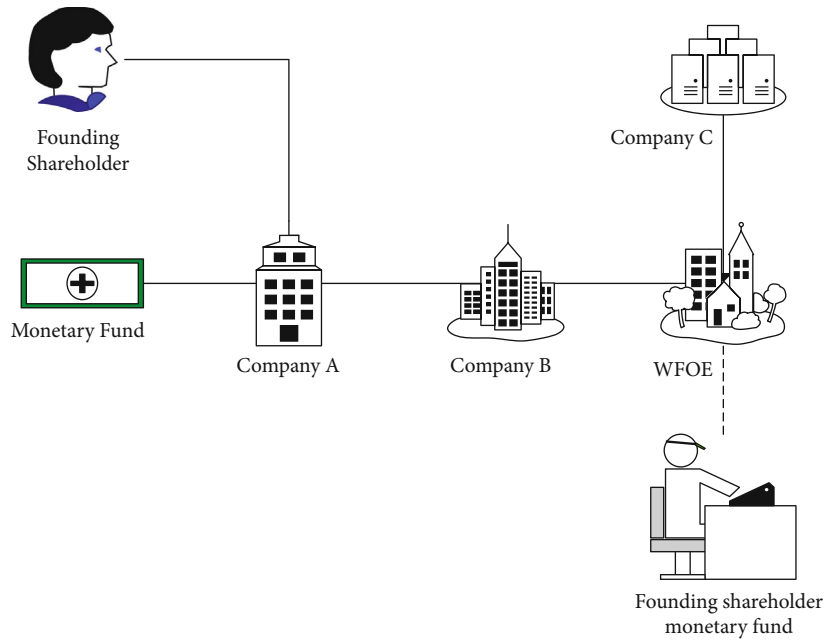 Founding
Shareholder
Company C
Monetary Fund
Company A
Company B
WFOE
Founding shareholder
monetary fund